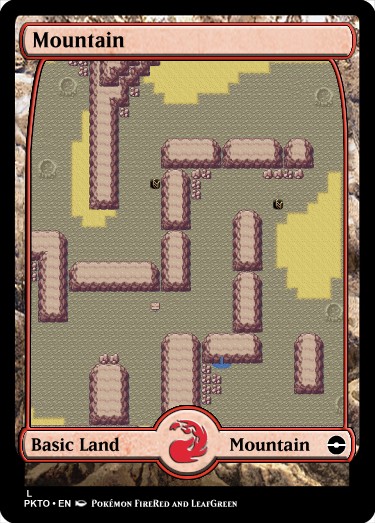 Mountain
Basic Land
Mountain
L
PKTO • EN Pokémon FireRed and LeafGreen